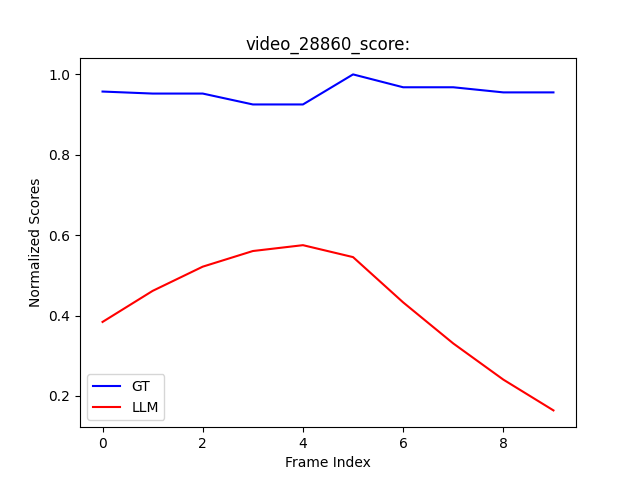 video_28860_score:
Normalized Scores
1.0
0.8
0.6
0.4
0.2
GT
LLM
0 2 4 6 8
Frame Index